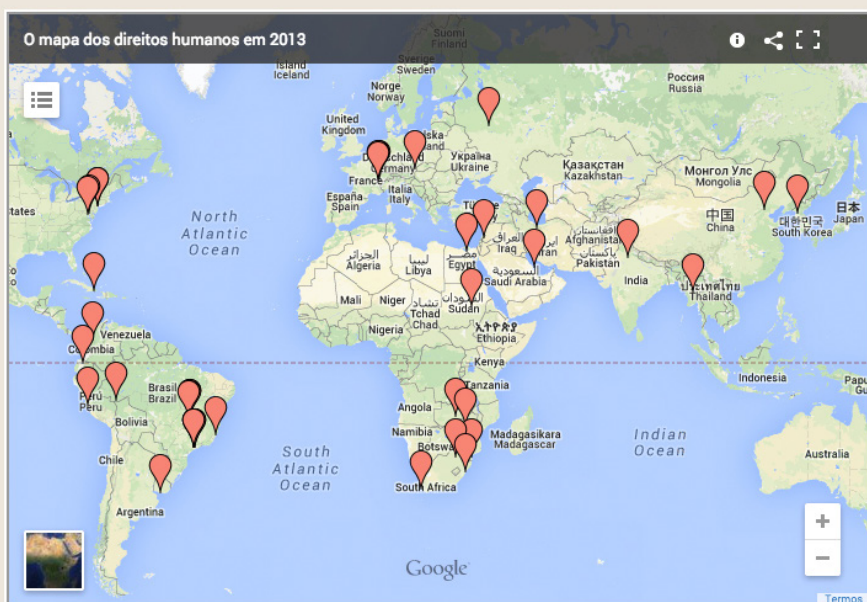 O mapa dos direitos humanos em 2013
Suomi
Finland
Ísland
Iceland
Sverige
Sweden
Россия
Russia
Norge
Norway
United
Kingdom
Україна
Ukraine
Қазақстан
Kazakhstan
Монгол Улс
Mongolia
Germany
France
España
Spain
Italia
Italy
日本
Japan
中国
China
대한민국
South Korea
North
Atlantic
Ocean
الجزائر
Algeria
ليبيا
Libya
مصر
Egypt
العراق
Iraq
Iran
افغانستان
Afghanistan
پاکستان
Pakistan
السعودية
Saudi Arabia
India
ประเทศไทย
Thailand
Mali
Niger
تشاد
Tchad
Chad
السودان
Sudan
Nigeria
ኢትዮጵያ
Ethiopia
Kenya
Venezuela
Colombia
Perú
Peru
Brasil
Brazil
Bolivia
Chile
Argentina
Tanzania
Angola
Namibia
Botswa
Madagasikara
Madagascar
South Africa
Indonesia
Papu
Gu
Australia
South
Atlantic
Ocean
Indian
Ocean
Google
+
−
Termos